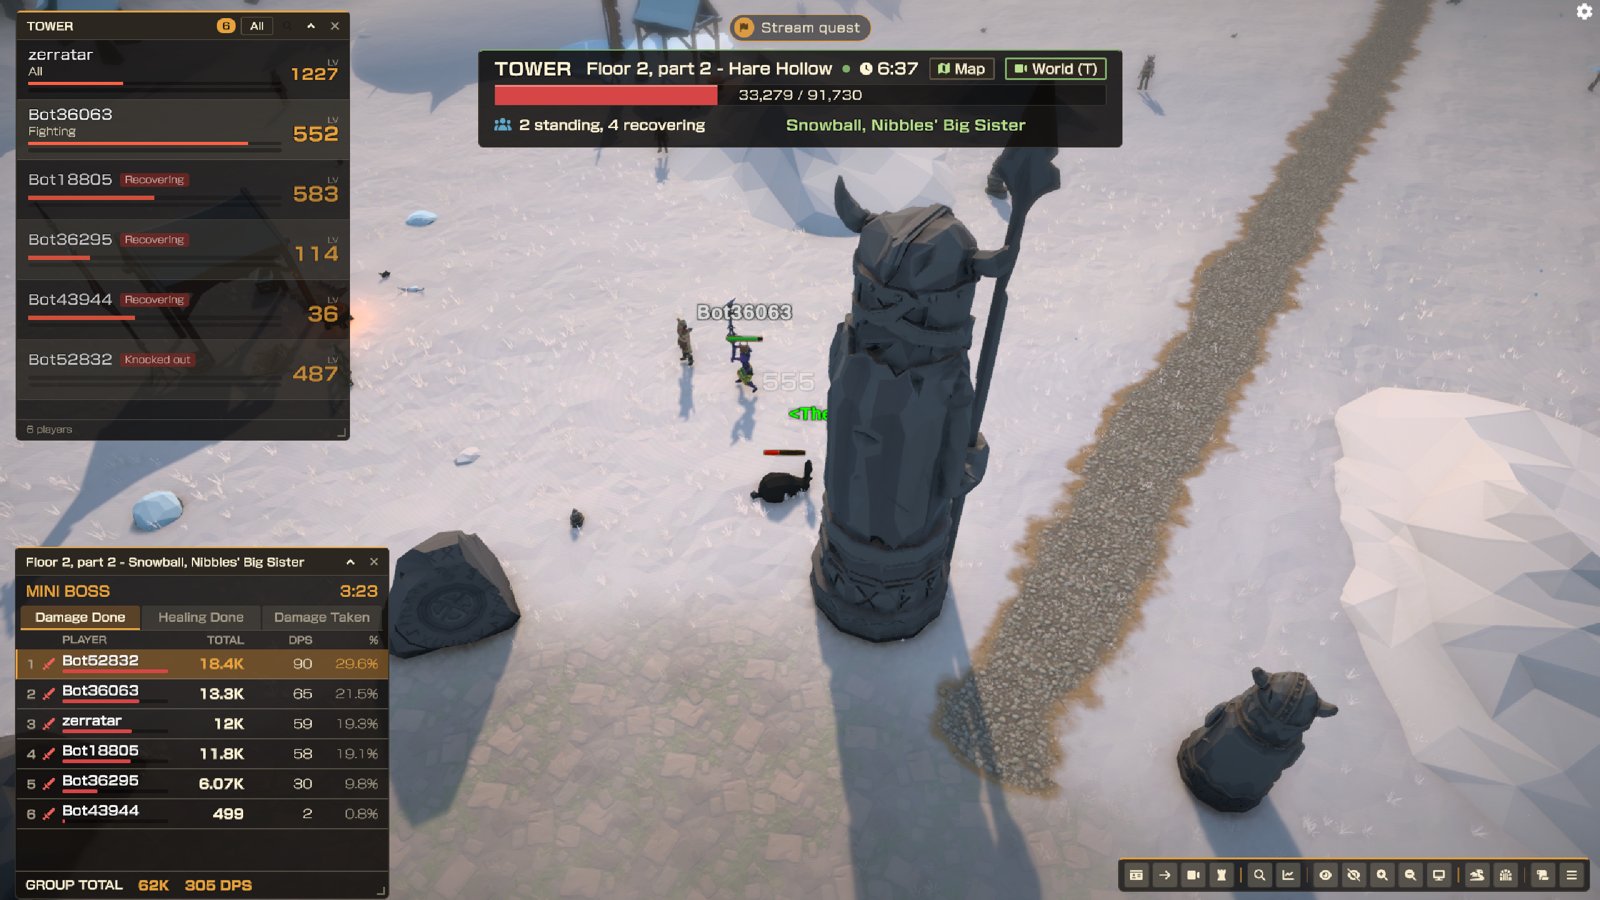 TOWER
6 All
zerratar
All
LV
1227
Bot36063
Fighting
LV
552
Bot18805 Recovering
LV
583
Bot36295 Recovering
LV
114
Bot43944 Recovering
LV
36
Bot52832 Knocked out
LV
487
6 players
Stream quest
TOWER Floor 2, part 2 - Hare Hollow 6:37 Map World (T)
33,279 / 91,730
2 standing, 4 recovering Snowball, Nibbles' Big Sister
Bot36063
555
<The
Floor 2, part 2 - Snowball, Nibbles' Big Sister
MINI BOSS 3:23
Damage Done Healing Done Damage Taken
PLAYER TOTAL DPS %
1 Bot52832 18.4K 90 29.6%
2 Bot36063 13.3K 65 21.5%
3 zerratar 12K 59 19.3%
4 Bot18805 11.8K 58 19.1%
5 Bot36295 6.07K 30 9.8%
6 Bot43944 499 2 0.8%
GROUP TOTAL 62K 305 DPS